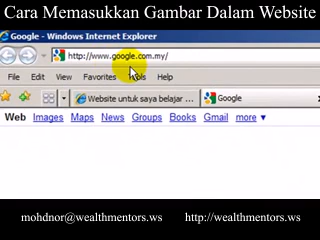 Cara Memasukkan Gambar Dalam Website
Google - Windows Internet Explorer
http://www.google.com.my/
File Edit View Favorites Tools Help
Website untuk saya belajar ... Google
Web Images Maps News Groups Books Gmail more ▼
mohdnor@wealthmentors.ws http://wealthmentors.ws